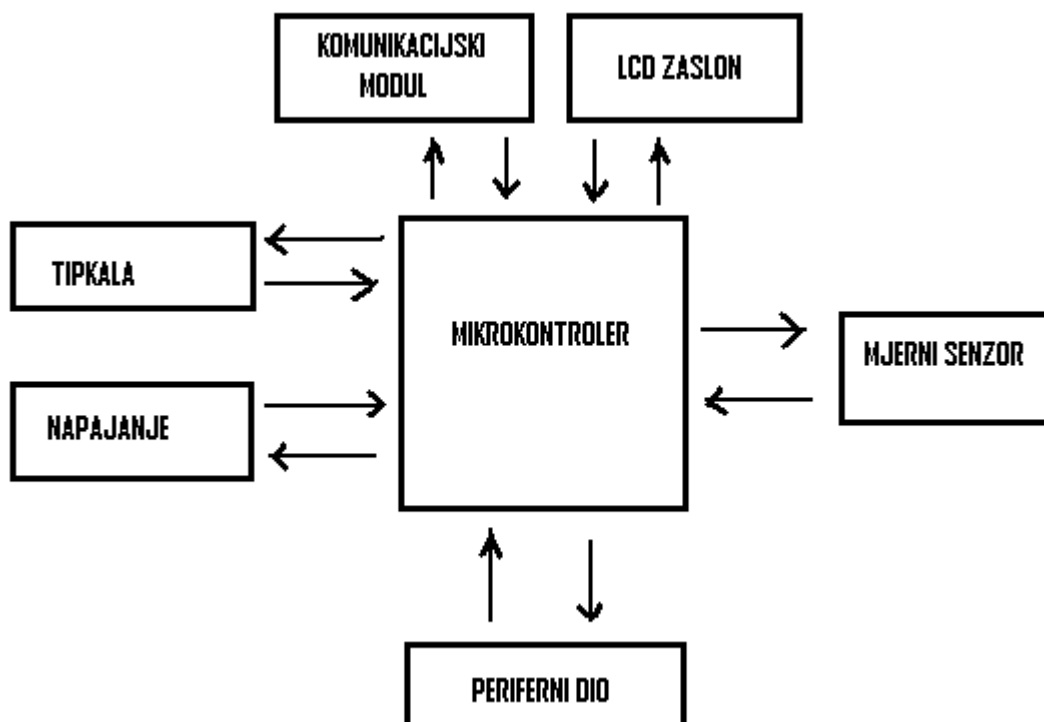 KOMUNIKACIJSKI
MODUL
LCD ZASLON
TIPKALA
MIKROKONTROLER
MJERNI SENZOR
NAPAJANJE
PERIFERNI DIO